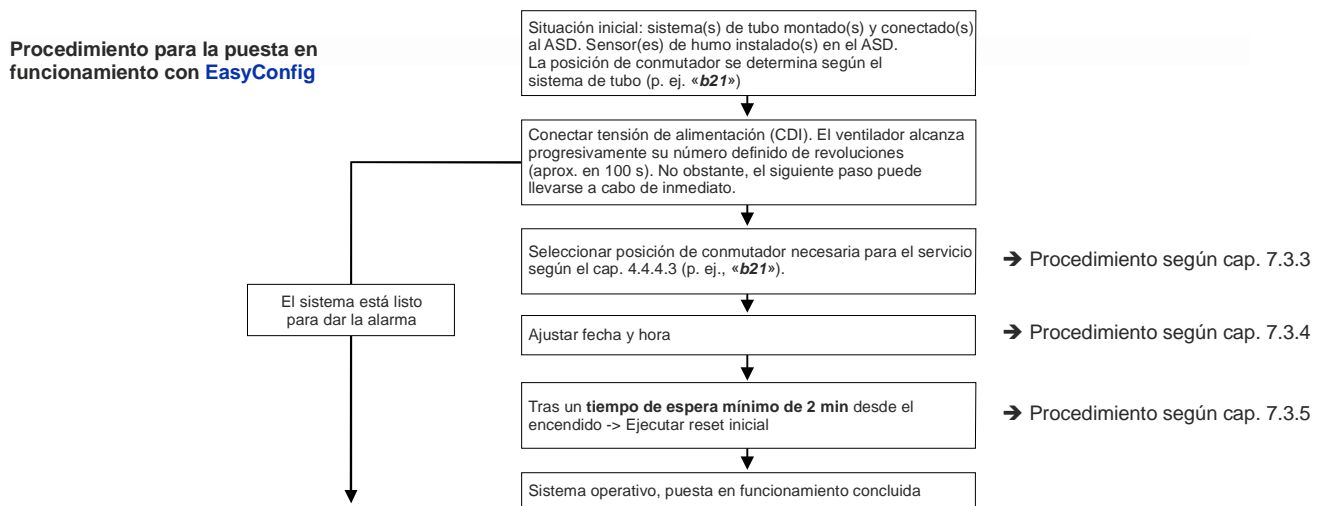 Procedimiento para la puesta en
funcionamiento con EasyConfig
Situación inicial: sistema(s) de tubo montado(s) y conectado(s)
al ASD. Sensor(es) de humo instalado(s) en el ASD.
La posición de conmutador se determina según el
sistema de tubo (p. ej. «b21»)
Conectar tensión de alimentación (CDI). El ventilador alcanza
progresivamente su número definido de revoluciones
(aprox. en 100 s). No obstante, el siguiente paso puede
llevarse a cabo de inmediato.
Seleccionar posición de conmutador necesaria para el servicio
según el cap. 4.4.4.3 (p. ej., «b21»).
➔ Procedimiento según cap. 7.3.3
El sistema está listo
para dar la alarma
Ajustar fecha y hora
➔ Procedimiento según cap. 7.3.4
Tras un tiempo de espera mínimo de 2 min desde el
encendido -> Ejecutar reset inicial
➔ Procedimiento según cap. 7.3.5
Sistema operativo, puesta en funcionamiento concluida